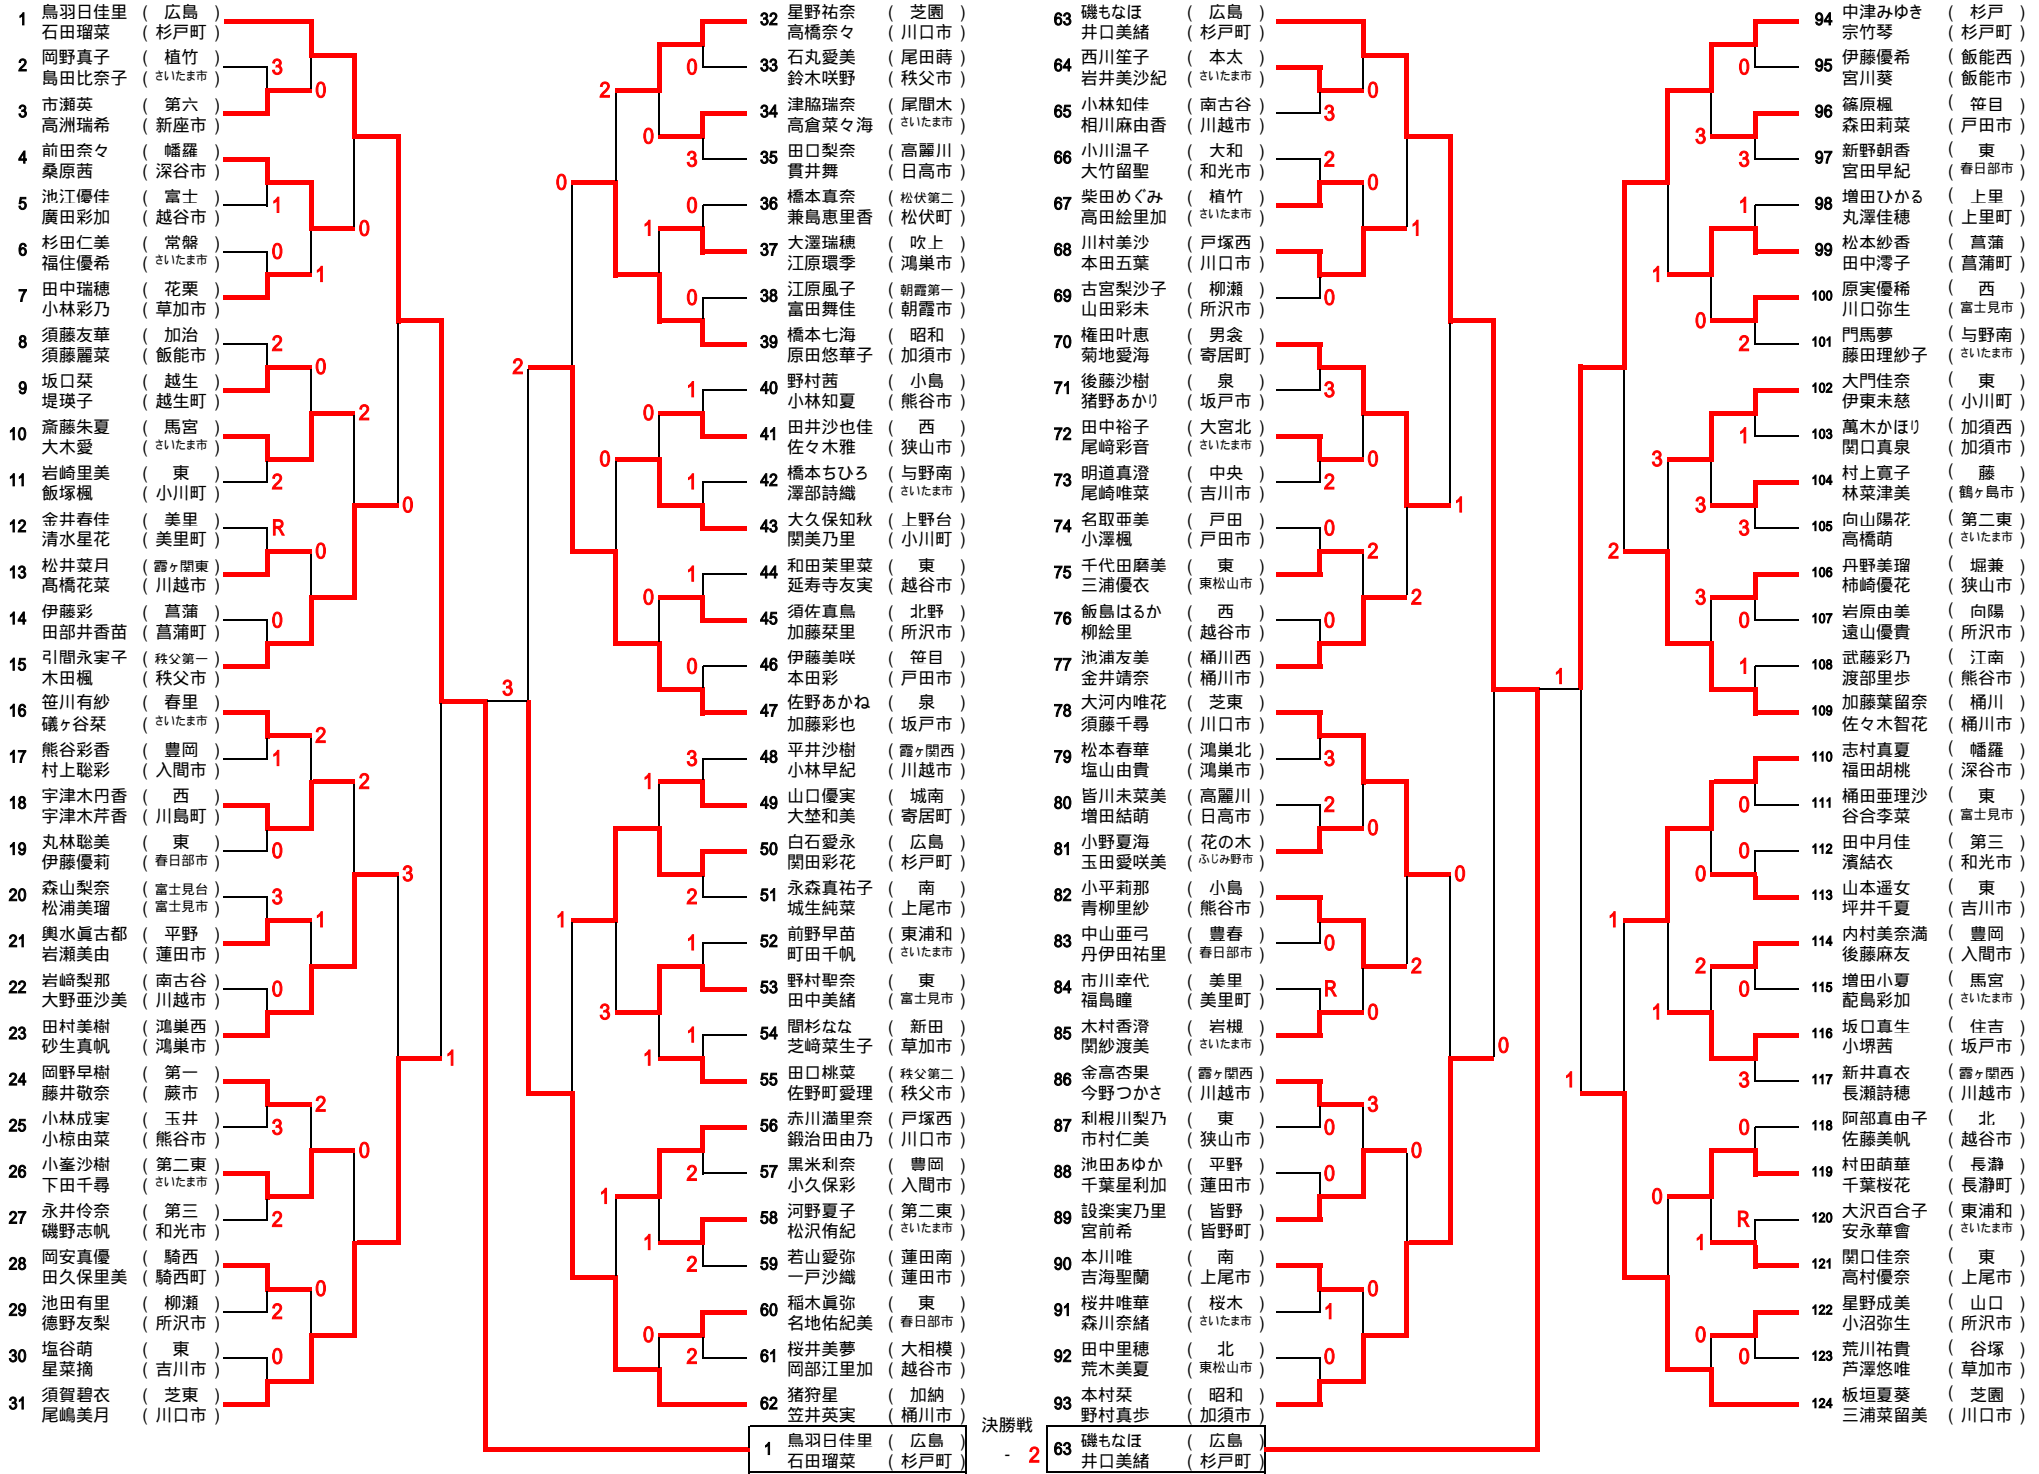 1 鳥羽日佳里 ( 広島 )
石田瑠菜 ( 杉戸町 )
2 岡野真子 ( 植竹 )
島田比奈子 ( さいたま市 )
3 市瀬英 ( 第六 )
高洲瑞希 ( 新座市 )
4 前田奈々 ( 幡羅 )
桑原茜 ( 深谷市 )
5 池江優佳 ( 富士 )
廣田彩加 ( 越谷市 )
6 杉田仁美 ( 常盤 )
福住優希 ( さいたま市 )
7 田中瑞穂 ( 花栗 )
小林彩乃 ( 草加市 )
8 須藤友華 ( 加治 )
須藤麗菜 ( 飯能市 )
9 坂口栞 ( 越生 )
堤瑛子 ( 越生町 )
10 斎藤朱夏 ( 馬宮 )
大木愛 ( さいたま市 )
11 岩崎里美 ( 東 )
飯塚楓 ( 小川町 )
12 金井春佳 ( 美里 )
清水星花 ( 美里町 )
13 松井菜月 ( 霞ヶ関東 )
髙橋花菜 ( 川越市 )
14 伊藤彩 ( 菖蒲 )
田部井香苗 ( 菖蒲町 )
15 引間永実子 ( 秩父第一 )
木田楓 ( 秩父市 )
16 笹川有紗 ( 春里 )
礒ヶ谷栞 ( さいたま市 )
17 熊谷彩香 ( 豊岡 )
村上聡彩 ( 入間市 )
18 宇津木円香 ( 西 )
宇津木芹香 ( 川島町 )
19 丸林聡美 ( 東 )
伊藤優莉 ( 春日部市 )
20 森山梨奈 ( 富士見台 )
松浦美瑠 ( 富士見市 )
21 輿水眞古都 ( 平野 )
岩瀬美由 ( 蓮田市 )
22 岩﨑梨那 ( 南古谷 )
大野亜沙美 ( 川越市 )
23 田村美樹 ( 鴻巣西 )
砂生真帆 ( 鴻巣市 )
24 岡野早樹 ( 第一 )
藤井敬奈 ( 蕨市 )
25 小林成実 ( 玉井 )
小椋由菜 ( 熊谷市 )
26 小峯沙樹 ( 第二東 )
下田千尋 ( さいたま市 )
27 永井伶奈 ( 第三 )
磯野志帆 ( 和光市 )
28 岡安真優 ( 騎西 )
田久保里美 ( 騎西町 )
29 池田有里 ( 柳瀬 )
德野友梨 ( 所沢市 )
30 塩谷萌 ( 東 )
星菜摘 ( 吉川市 )
31 須賀碧衣 ( 芝東 )
尾嶋美月 ( 川口市 )
32 星野祐奈 ( 芝園 )
高橋奈々 ( 川口市 )
33 石丸愛美 ( 尾田蒔 )
鈴木咲野 ( 秩父市 )
34 津脇瑞奈 ( 尾間木 )
高倉菜々海 ( さいたま市 )
35 田口梨奈 ( 高麗川 )
貫井舞 ( 日高市 )
36 橋本真奈 ( 松伏第二 )
兼島恵里香 ( 松伏町 )
37 大澤瑞穂 ( 吹上 )
江原環季 ( 鴻巣市 )
38 江原風子 ( 朝霞第一 )
富田舞佳 ( 朝霞市 )
39 橋本七海 ( 昭和 )
原田悠華子 ( 加須市 )
40 野村茜 ( 小島 )
小林知夏 ( 熊谷市 )
41 田井沙也佳 ( 西 )
佐々木雅 ( 狭山市 )
42 橋本ちひろ ( 与野南 )
澤部詩織 ( さいたま市 )
43 大久保知秋 ( 上野台 )
関美乃里 ( 小川町 )
44 和田茉里菜 ( 東 )
延寿寺友実 ( 越谷市 )
45 須佐真鳥 ( 北野 )
加藤栞里 ( 所沢市 )
46 伊藤美咲 ( 笹目 )
本田彩 ( 戸田市 )
47 佐野あかね ( 泉 )
加藤彩也 ( 坂戸市 )
48 平井沙樹 ( 霞ヶ関西 )
小林早紀 ( 川越市 )
49 山口優実 ( 城南 )
大埜和美 ( 寄居町 )
50 白石愛永 ( 広島 )
関田彩花 ( 杉戸町 )
51 永森真祐子 ( 南 )
城生純菜 ( 上尾市 )
52 前野早苗 ( 東浦和 )
町田千帆 ( さいたま市 )
53 野村聖奈 ( 東 )
田中美緒 ( 富士見市 )
54 間杉なな ( 新田 )
芝﨑菜生子 ( 草加市 )
55 田口桃菜 ( 秩父第二 )
佐野町愛理 ( 秩父市 )
56 赤川満里奈 ( 戸塚西 )
鍛治田由乃 ( 川口市 )
57 黒米利奈 ( 豊岡 )
小久保彩 ( 入間市 )
58 河野夏子 ( 第二東 )
松沢侑紀 ( さいたま市 )
59 若山愛弥 ( 蓮田南 )
一戸沙織 ( 蓮田市 )
60 稲木眞弥 ( 東 )
名地佑紀美 ( 春日部市 )
61 桜井美夢 ( 大相模 )
岡部江里加 ( 越谷市 )
62 猪狩星 ( 加納 )
笠井英実 ( 桶川市 )
63 磯もなほ ( 広島 )
井口美緒 ( 杉戸町 )
64 西川笙子 ( 本太 )
岩井美沙紀 ( さいたま市 )
65 小林知佳 ( 南古谷 )
相川麻由香 ( 川越市 )
66 小川温子 ( 大和 )
大竹留聖 ( 和光市 )
67 柴田めぐみ ( 植竹 )
高田絵里加 ( さいたま市 )
68 川村美沙 ( 戸塚西 )
本田五葉 ( 川口市 )
69 古宮梨沙子 ( 柳瀬 )
山田彩未 ( 所沢市 )
70 権田叶恵 ( 男衾 )
菊地愛海 ( 寄居町 )
71 後藤沙樹 ( 泉 )
猪野あかり ( 坂戸市 )
72 田中裕子 ( 大宮北 )
尾﨑彩音 ( さいたま市 )
73 明道真澄 ( 中央 )
尾崎唯菜 ( 吉川市 )
74 名取亜美 ( 戸田 )
小澤楓 ( 戸田市 )
75 千代田磨美 ( 東 )
三浦優衣 ( 東松山市 )
76 飯島はるか ( 西 )
柳絵里 ( 越谷市 )
77 池浦友美 ( 桶川西 )
金井靖奈 ( 桶川市 )
78 大河内唯花 ( 芝東 )
須藤千尋 ( 川口市 )
79 松本春華 ( 鴻巣北 )
塩山由貴 ( 鴻巣市 )
80 皆川未菜美 ( 高麗川 )
増田結萌 ( 日高市 )
81 小野夏海 ( 花の木 )
玉田愛咲美 ( ふじみ野市 )
82 小平莉那 ( 小島 )
青柳里紗 ( 熊谷市 )
83 中山亜弓 ( 豊春 )
丹伊田祐里 ( 春日部市 )
84 市川幸代 ( 美里 )
福島瞳 ( 美里町 )
85 木村香澪 ( 岩槻 )
関紗渡美 ( さいたま市 )
86 金高杏果 ( 霞ヶ関西 )
今野つかさ ( 川越市 )
87 利根川梨乃 ( 東 )
市村仁美 ( 狭山市 )
88 池田あゆか ( 平野 )
千葉星利加 ( 蓮田市 )
89 設楽実乃里 ( 皆野 )
宮前希 ( 皆野町 )
90 本川唯 ( 南 )
吉海聖蘭 ( 上尾市 )
91 桜井唯華 ( 桜木 )
森川奈緒 ( さいたま市 )
92 田中里穂 ( 北 )
荒木美夏 ( 東松山市 )
93 本村栞 ( 昭和 )
野村真歩 ( 加須市 )
94 中津みゆき ( 杉戸 )
宗竹琴 ( 杉戸町 )
95 伊藤優希 ( 飯能西 )
宮川葵 ( 飯能市 )
96 篠原楓 ( 笹目 )
森田莉菜 ( 戸田市 )
97 新野朝香 ( 東 )
宮田早紀 ( 春日部市 )
98 増田ひかる ( 上里 )
丸澤佳穂 ( 上里町 )
99 松本紗香 ( 菖蒲 )
田中澪子 ( 菖蒲町 )
100 原実優稀 ( 西 )
川口弥生 ( 富士見市 )
101 門馬夢 ( 与野南 )
藤田理紗子 ( さいたま市 )
102 大門佳奈 ( 東 )
伊東未慈 ( 小川町 )
103 萬木かほり ( 加須西 )
関口真泉 ( 加須市 )
104 村上寛子 ( 藤 )
林菜津美 ( 鶴ヶ島市 )
105 向山陽花 ( 第二東 )
高橋萌 ( さいたま市 )
106 丹野美瑠 ( 堀兼 )
柿崎優花 ( 狭山市 )
107 岩原由美 ( 向陽 )
遠山優貴 ( 所沢市 )
108 武藤彩乃 ( 江南 )
渡部里歩 ( 熊谷市 )
109 加藤葉留奈 ( 桶川 )
佐々木智花 ( 桶川市 )
110 志村真夏 ( 幡羅 )
福田胡桃 ( 深谷市 )
111 桶田亜理沙 ( 東 )
谷合李菜 ( 富士見市 )
112 田中月佳 ( 第三 )
濱結衣 ( 和光市 )
113 山本遥女 ( 東 )
坪井千夏 ( 吉川市 )
114 内村美奈満 ( 豊岡 )
後藤麻友 ( 入間市 )
115 増田小夏 ( 馬宮 )
蓜島彩加 ( さいたま市 )
116 坂口真生 ( 住吉 )
小堺茜 ( 坂戸市 )
117 新井真衣 ( 霞ヶ関西 )
長瀬詩穂 ( 川越市 )
118 阿部真由子 ( 北 )
佐藤美帆 ( 越谷市 )
119 村田萌華 ( 長瀞 )
千葉桜花 ( 長瀞町 )
120 大沢百合子 ( 東浦和 )
安永華會 ( さいたま市 )
121 関口佳奈 ( 東 )
高村優奈 ( 上尾市 )
122 星野成美 ( 山口 )
小沼弥生 ( 所沢市 )
123 荒川祐貴 ( 谷塚 )
芦澤悠唯 ( 草加市 )
124 板垣夏葵 ( 芝園 )
三浦菜留美 ( 川口市 )
決勝戦
1 鳥羽日佳里 ( 広島 )
石田瑠菜 ( 杉戸町 )
- 2
63 磯もなほ ( 広島 )
井口美緒 ( 杉戸町 )